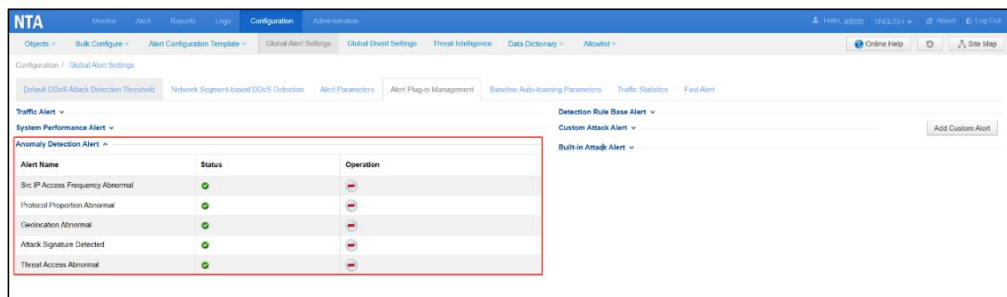 NTA Monitor Alert Reports Logs Configuration Administration Hello, admin ENGLISH About Log Out
Objects Bulk Configure Alert Configuration Template Global Alert Settings Global Divert Settings Threat Intelligence Data Dictionary Allowlist Online Help Site Map
Configuration / Global Alert Settings
Default DDoS Attack Detection Threshold Network Segment-based DDoS Detection Alert Parameters Alert Plug-in Management Baseline Auto-learning Parameters Traffic Statistics Fast Alert
Traffic Alert Detection Rule Base Alert
System Performance Alert Custom Attack Alert Add Custom Alert
Anomaly Detection Alert Built-in Attack Alert
Alert Name Status Operation
Src IP Access Frequency Abnormal
Protocol Proportion Abnormal
Geolocation Abnormal
Attack Signature Detected
Threat Access Abnormal